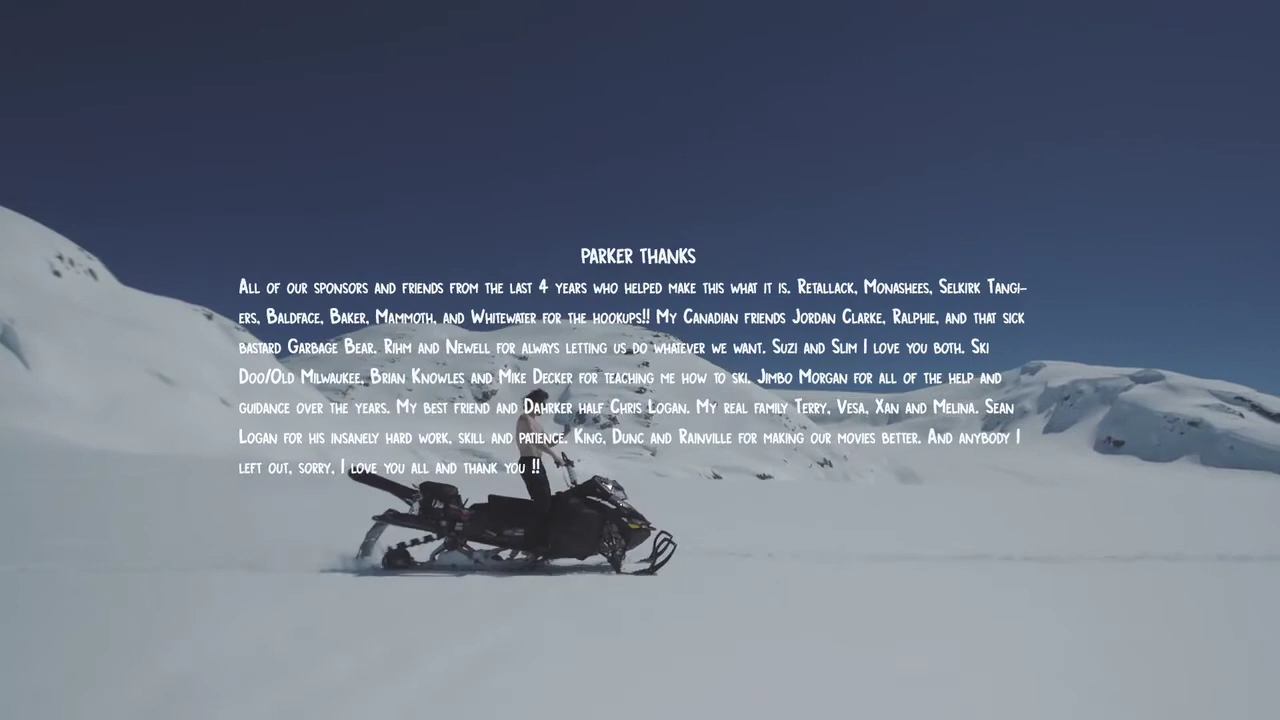 PARKER THANKS
All of our sponsors and friends from the last 4 years who helped make this what it is. Retallack, Monashees, Selkirk Tangi-
ers, Baldface, Baker, Mammoth, and Whitewater for the hookups!! My Canadian friends Jordan Clarke, Ralphie, and that sick
bastard Garbage Bear. Rihm and Newell for always letting us do whatever we want. Suzi and Slim I love you both. Ski
Doo/Old Milwaukee. Brian Knowles and Mike Decker for teaching me how to ski. Jimbo Morgan for all of the help and
guidance over the years. My best friend and Dahrker half Chris Logan. My real family Terry, Vesa, Xan and Melina. Sean
Logan for his insanely hard work, skill and patience. King, Dunc and Rainville for making our movies better. And anybody I
left out, sorry, I love you all and thank you !!